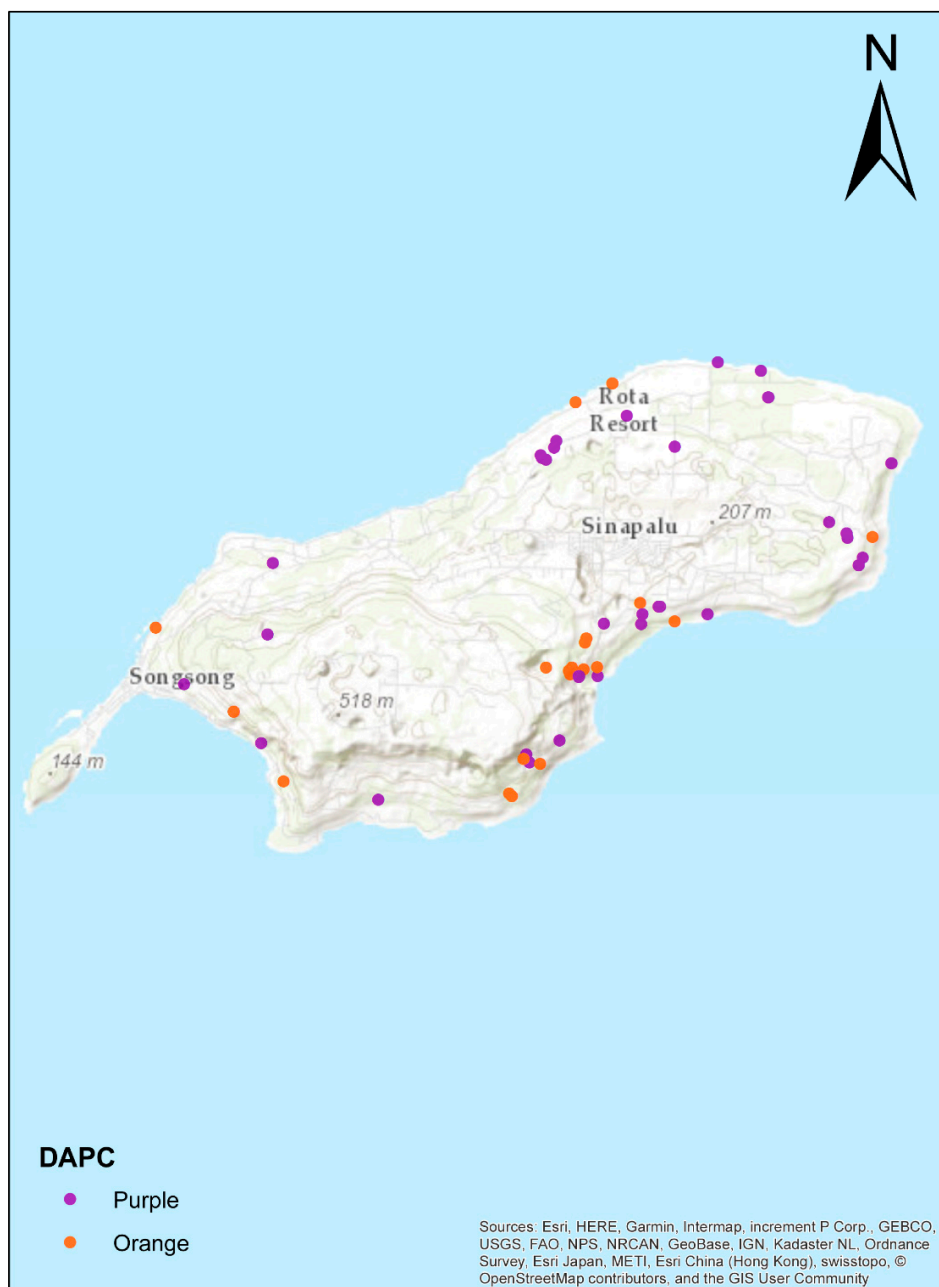 N
Rota
Resort
207 m
Sinapalu
Songsong
518 m
144 m
DAPC
Purple
Orange
Sources: Esri, HERE, Garmin, Intermap, increment P Corp., GEBCO,
USGS, FAO, NPS, NRCAN, GeoBase, IGN, Kadaster NL, Ordnance
Survey, Esri Japan, METI, Esri China (Hong Kong), swisstopo, ©
OpenStreetMap contributors, and the GIS User Community